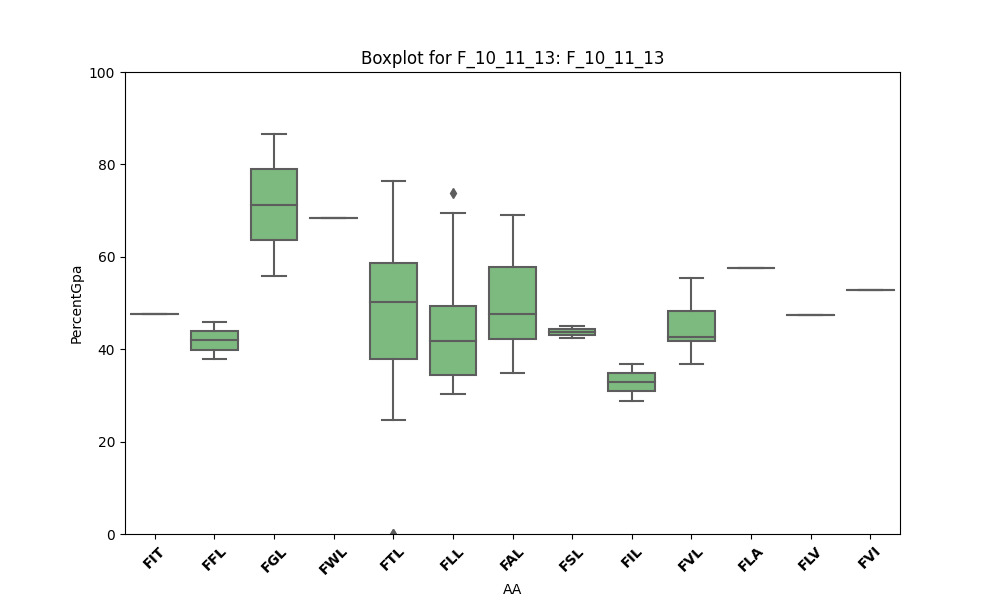 Boxplot for F_10_11_13: F_10_11_13
100
80
60
40
20
0
PercentGpa
FIT FFL FGL FWL FTL FLL FAL FSL FIL FVL FLA FLV FVI
AA